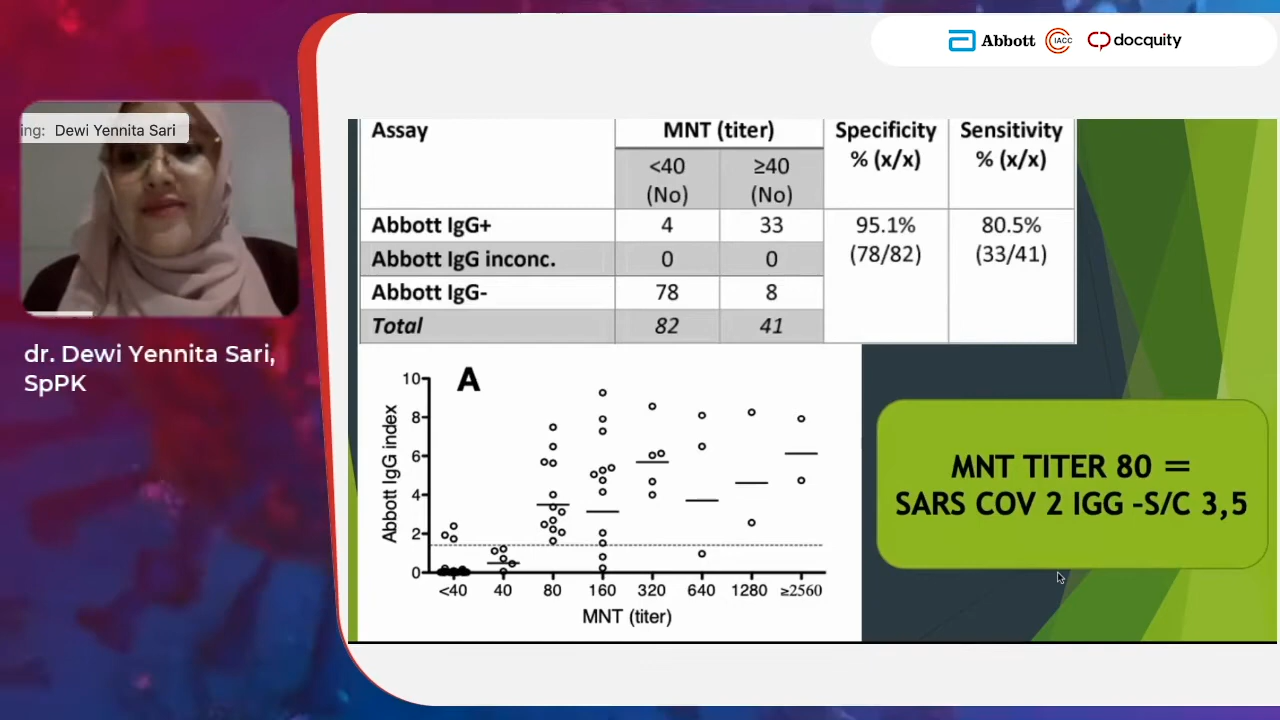 Abbott IACC docquity
ing: Dewi Yennita Sari
dr. Dewi Yennita Sari,
SpPK
Assay MNT (titer) Specificity Sensitivity
% (x/x) % (x/x)
<40 ≥40
(No) (No)
Abbott IgG+ 4 33 95.1% 80.5%
(78/82) (33/41)
Abbott IgG inconc. 0 0
Abbott IgG- 78 8
Total 82 41
A
Abbott IgG index
10
8
6
4
2
0
<40 40 80 160 320 640 1280 ≥2560
MNT (titer)
MNT TITER 80 =
SARS COV 2 IGG -S/C 3,5